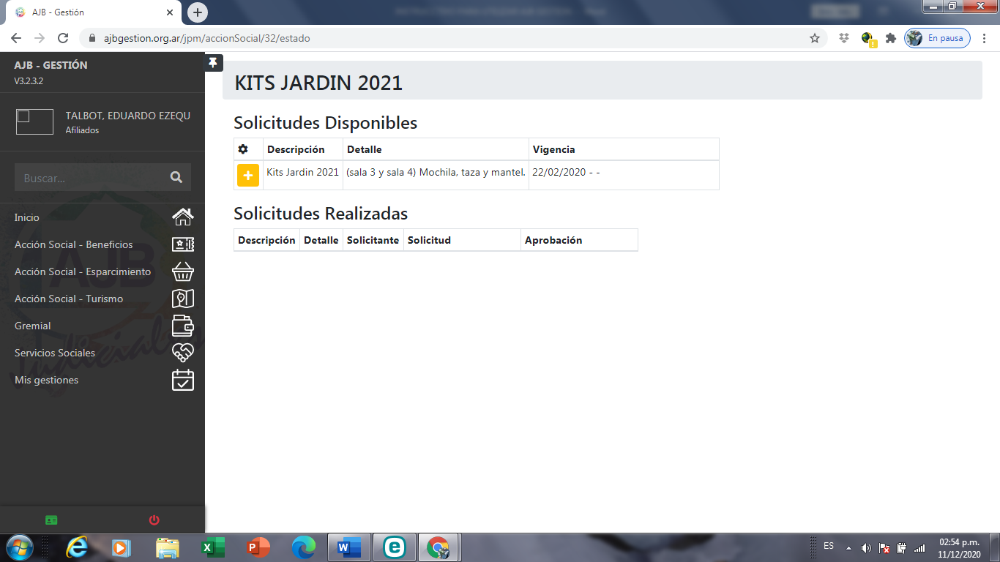 AJB - Gestión
ajbgestion.org.ar/jpm/accionSocial/32/estado
En pausa
AJB - GESTIÓN
V3.2.3.2
TALBOT, EDUARDO EZEQU
Afiliados
Buscar...
Inicio
Acción Social - Beneficios
Acción Social - Esparcimiento
Acción Social - Turismo
Gremial
Servicios Sociales
Mis gestiones
AJB
Judiciales
KITS JARDIN 2021
Solicitudes Disponibles
Descripción Detalle Vigencia
Kits Jardin 2021 (sala 3 y sala 4) Mochila, taza y mantel. 22/02/2020 - -
Solicitudes Realizadas
Descripción Detalle Solicitante Solicitud Aprobación
ES
02:54 p.m.
11/12/2020